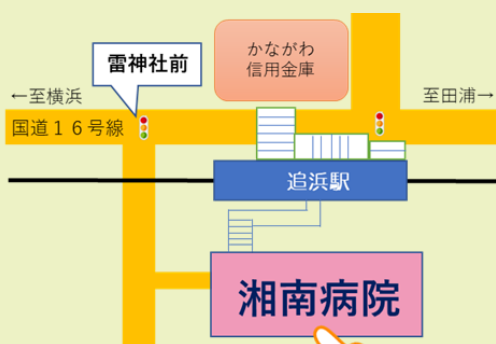 かながわ
信用金庫
雷神社前
←至横浜
至田浦→
国道１６号線
追浜駅
湘南病院